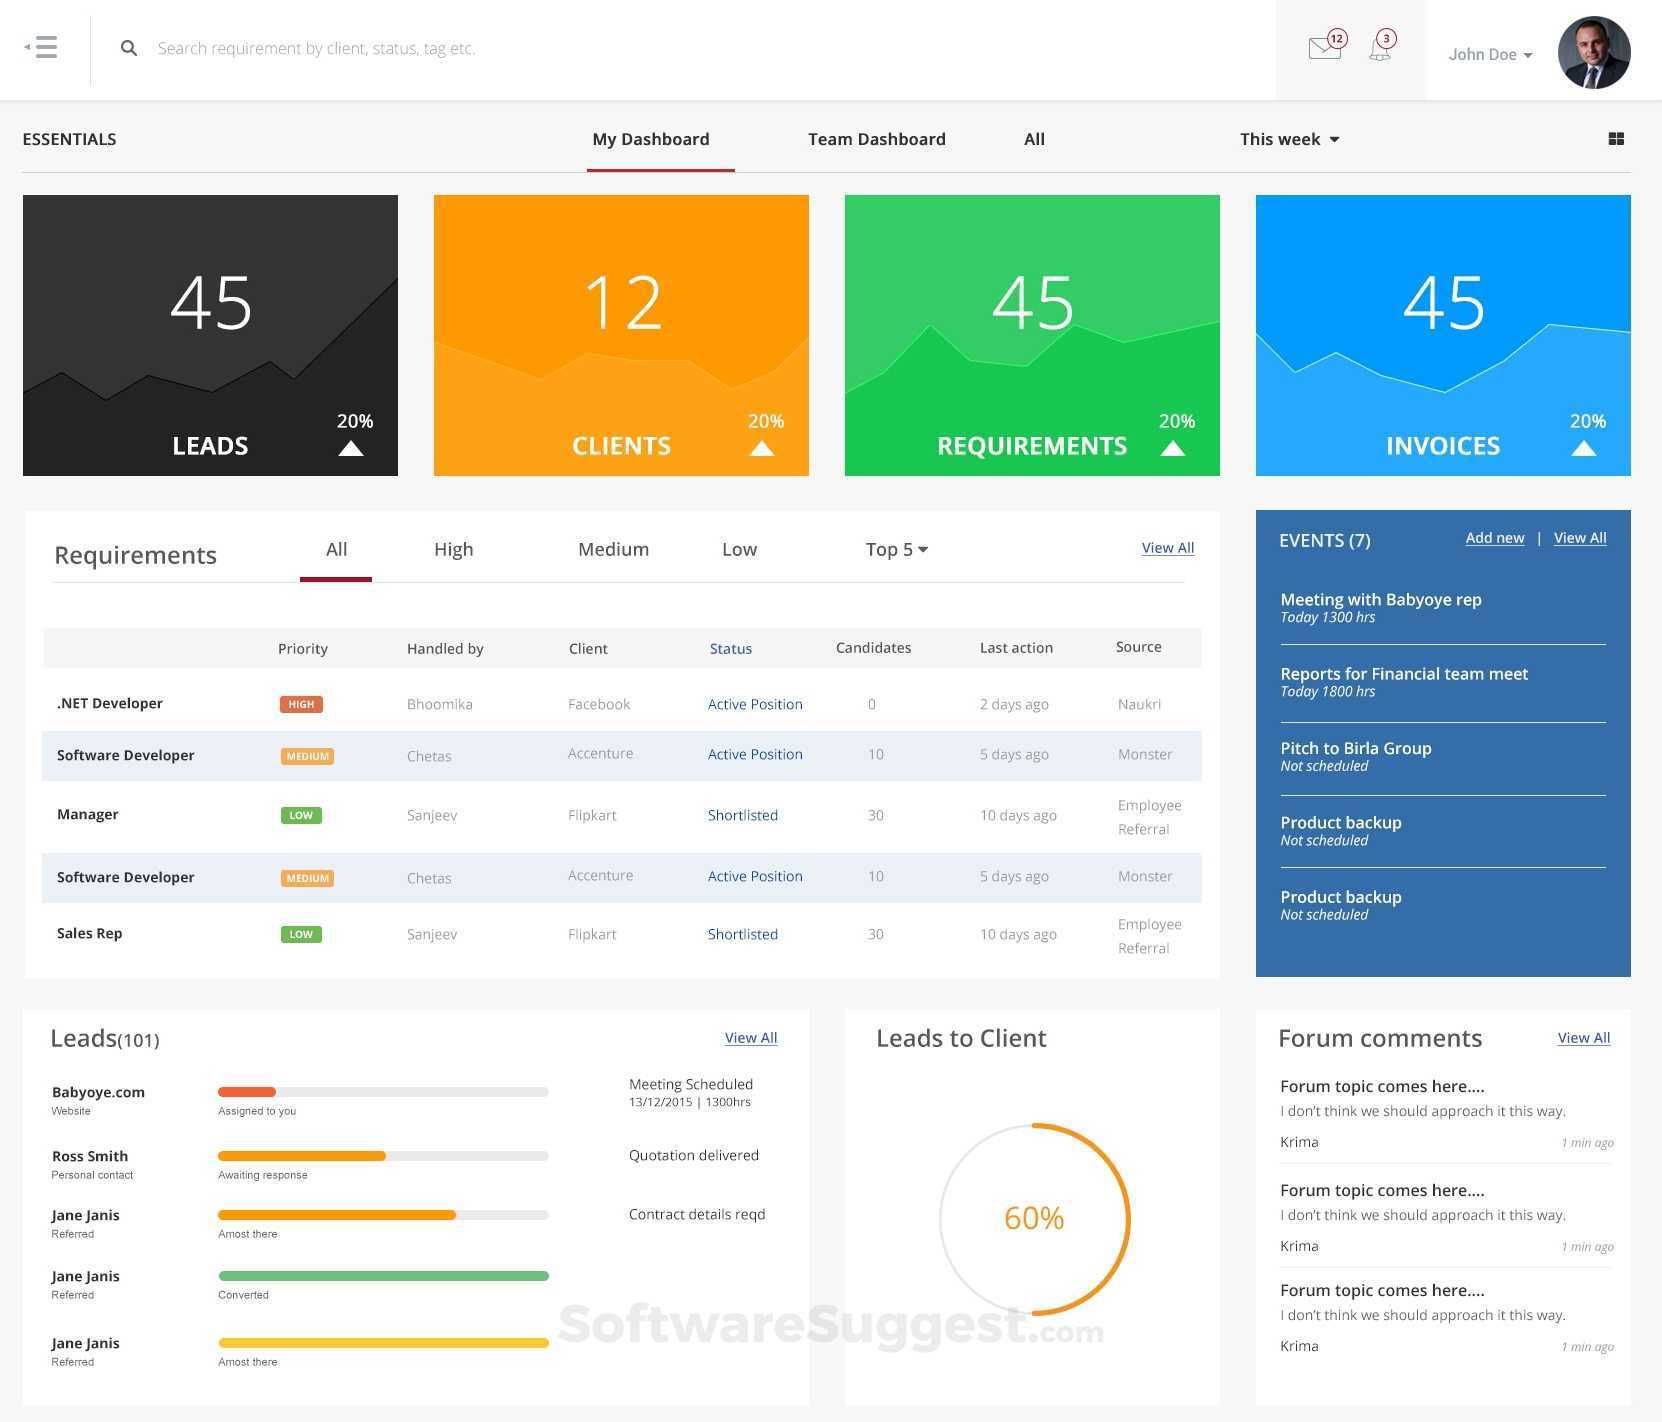 Search requirement by client, status, tag etc.
12
3
John Doe
ESSENTIALS
My Dashboard
Team Dashboard
All
This week
45
20%
LEADS
12
20%
CLIENTS
45
20%
REQUIREMENTS
45
20%
INVOICES
Requirements
All
High
Medium
Low
Top 5
View All
Priority Handled by Client Status Candidates Last action Source
.NET Developer HIGH Bhoomika Facebook Active Position 0 2 days ago Naukri
Software Developer MEDIUM Chetas Accenture Active Position 10 5 days ago Monster
Manager LOW Sanjeev Flipkart Shortlisted 30 10 days ago Employee
Referral
Software Developer MEDIUM Chetas Accenture Active Position 10 5 days ago Monster
Sales Rep LOW Sanjeev Flipkart Shortlisted 30 10 days ago Employee
Referral
EVENTS (7)
Add new | View All
Meeting with Babyoye rep
Today 1300 hrs
Reports for Financial team meet
Today 1800 hrs
Pitch to Birla Group
Not scheduled
Product backup
Not scheduled
Product backup
Not scheduled
Leads(101)
View All
Babyoye.com
Website
Assigned to you
Meeting Scheduled
13/12/2015 | 1300hrs
Ross Smith
Personal contact
Awaiting response
Quotation delivered
Jane Janis
Referred
Amost there
Contract details reqd
Jane Janis
Referred
Converted
Jane Janis
Referred
Amost there
Leads to Client
60%
SoftwareSuggest.com
Forum comments
View All
Forum topic comes here....
I don't think we should approach it this way.
Krima 1 min ago
Forum topic comes here....
I don't think we should approach it this way.
Krima 1 min ago
Forum topic comes here....
I don't think we should approach it this way.
Krima 1 min ago